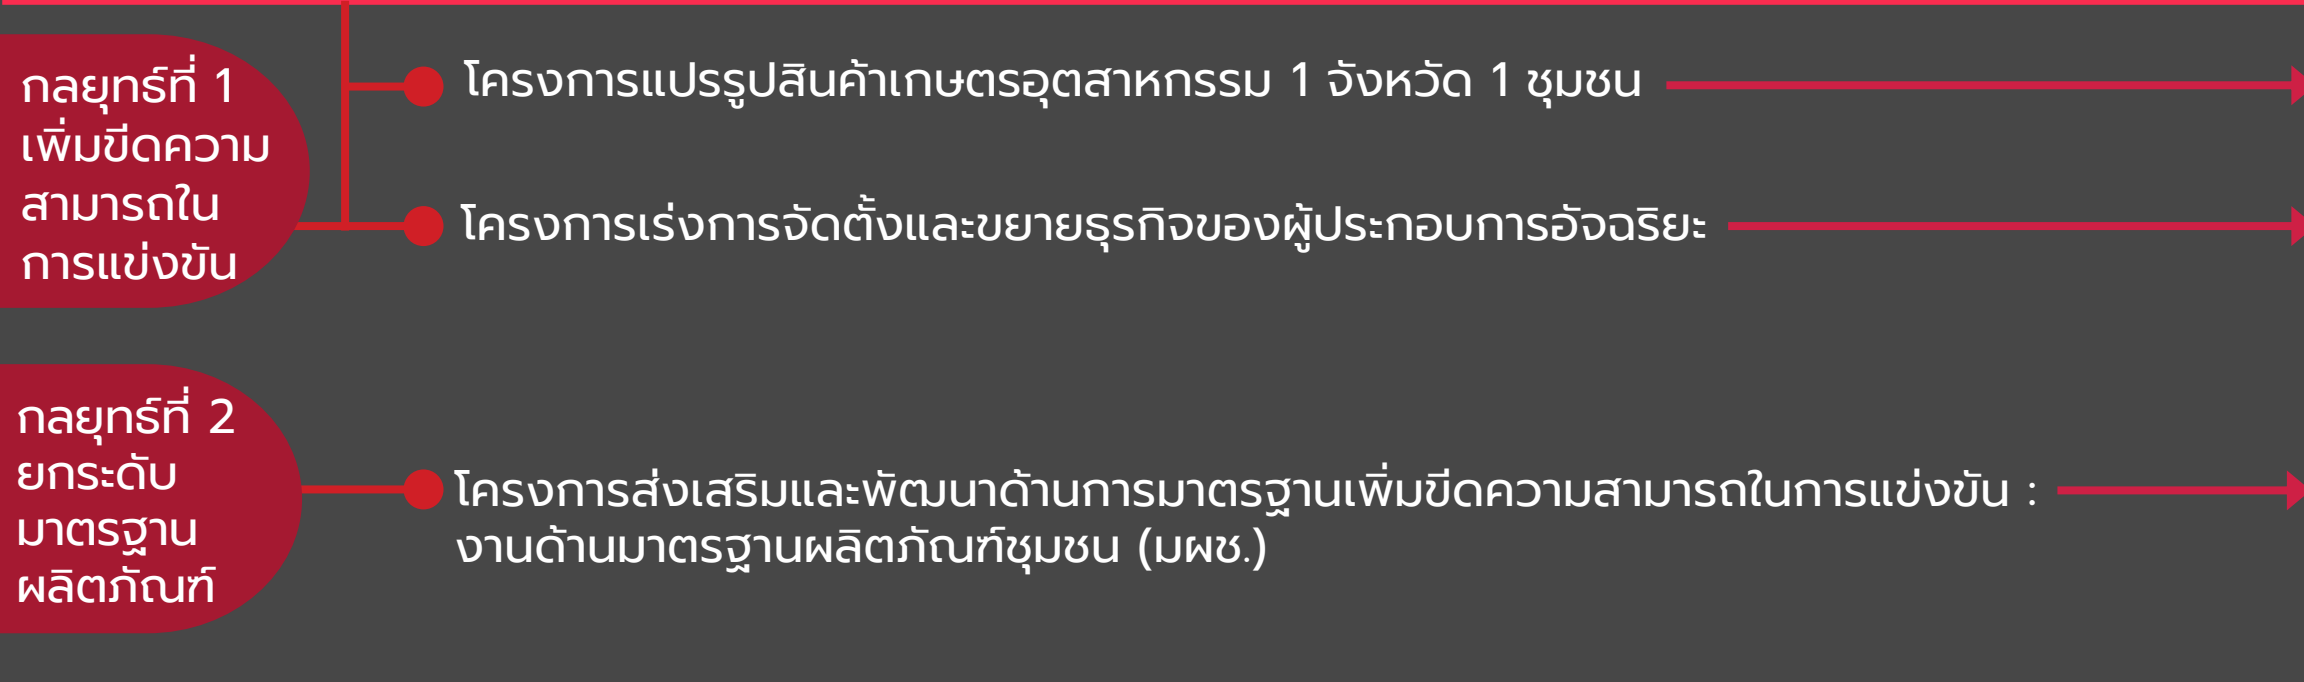 กลยุทธ์ที่ 1
เพิ่มขีดความ
สามารถใน
การแข่งขัน
โครงการแปรรูปสินค้าเกษตรอุตสาหกรรม 1 จังหวัด 1 ชุมชน
โครงการเร่งการจัดตั้งและขยายธุรกิจของผู้ประกอบการอัจฉริยะ
กลยุทธ์ที่ 2
ยกระดับ
มาตรฐาน
ผลิตภัณฑ์
โครงการส่งเสริมและพัฒนาด้านการมาตรฐานเพิ่มขีดความสามารถในการแข่งขัน :
งานด้านมาตรฐานผลิตภัณฑ์ชุมชน (มผช.)